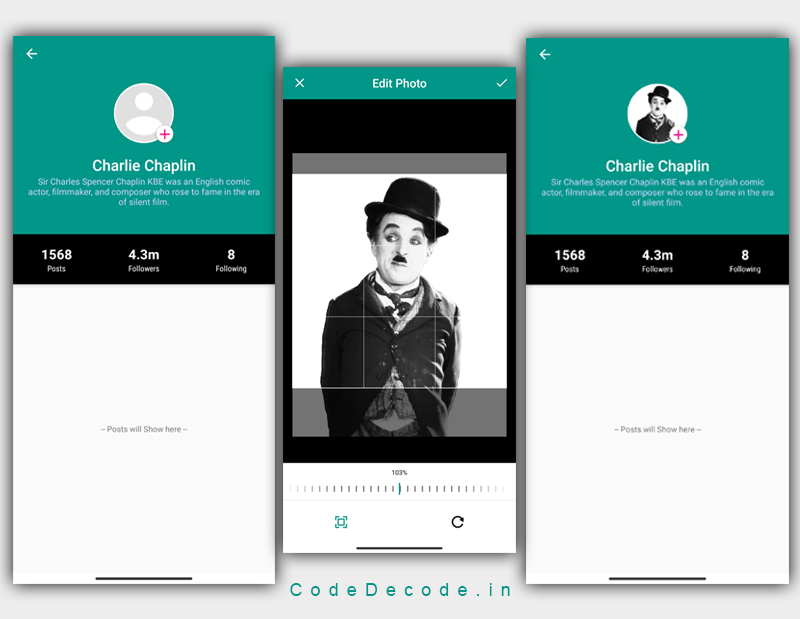 Charlie Chaplin
Sir Charles Spencer Chaplin KBE was an English comic
actor, filmmaker, and composer who rose to fame in the era
of silent film.
1568 4.3m 8
Posts Followers Following
-- Posts will Show here --
Edit Photo
103%
Charlie Chaplin
Sir Charles Spencer Chaplin KBE was an English comic
actor, filmmaker, and composer who rose to fame in the era
of silent film.
1568 4.3m 8
Posts Followers Following
-- Posts will Show here --
CodeDecode.in